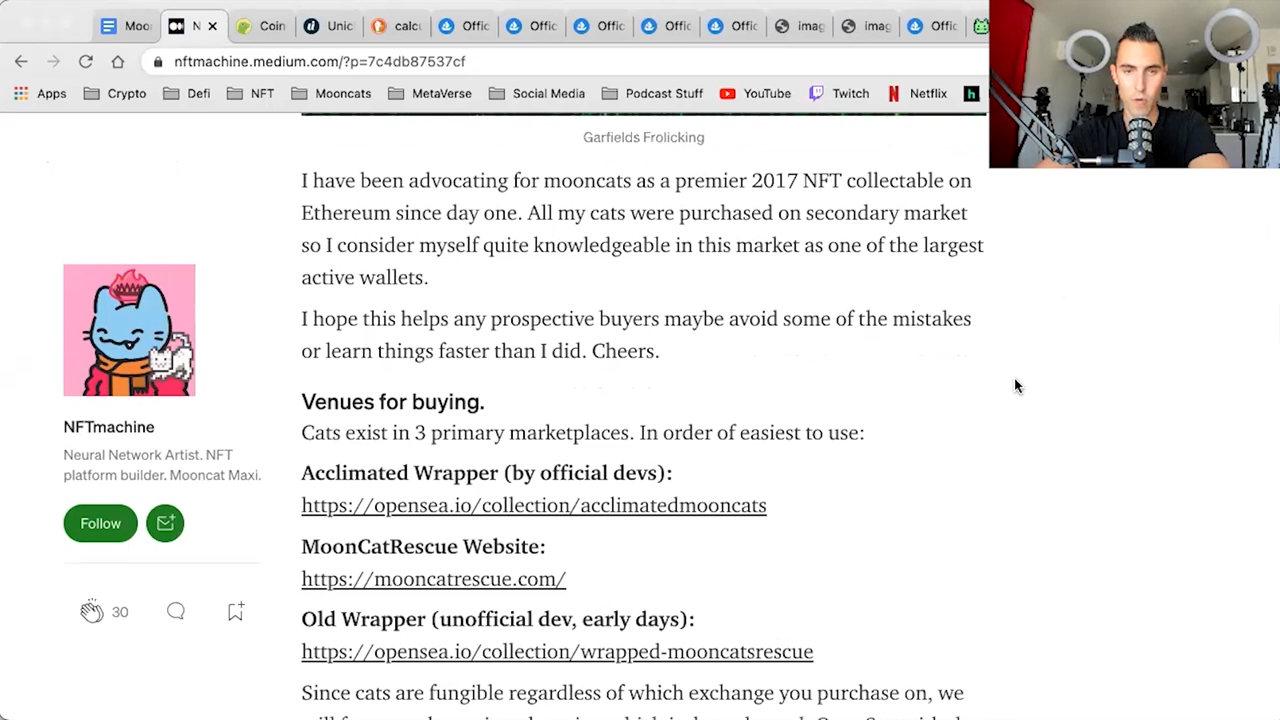 Moo
N
Coin
Unic
calc
Offic
Offic
Offic
Offic
Offic
imag
imag
Offic
nftmachine.medium.com/?p=7c4db87537cf
Apps
Crypto
Defi
NFT
Mooncats
MetaVerse
Social Media
Podcast Stuff
YouTube
Twitch
Netflix
h
Garfields Frolicking
I have been advocating for mooncats as a premier 2017 NFT collectable on
Ethereum since day one. All my cats were purchased on secondary market
so I consider myself quite knowledgeable in this market as one of the largest
active wallets.
I hope this helps any prospective buyers maybe avoid some of the mistakes
or learn things faster than I did. Cheers.
Venues for buying.
Cats exist in 3 primary marketplaces. In order of easiest to use:
Acclimated Wrapper (by official devs):
https://opensea.io/collection/acclimatedmooncats
MoonCatRescue Website:
https://mooncatrescue.com/
Old Wrapper (unofficial dev, early days):
https://opensea.io/collection/wrapped-mooncatsrescue
Since cats are fungible regardless of which exchange you purchase on, we
NFTmachine
Neural Network Artist. NFT
platform builder. Mooncat Maxi.
Follow
30